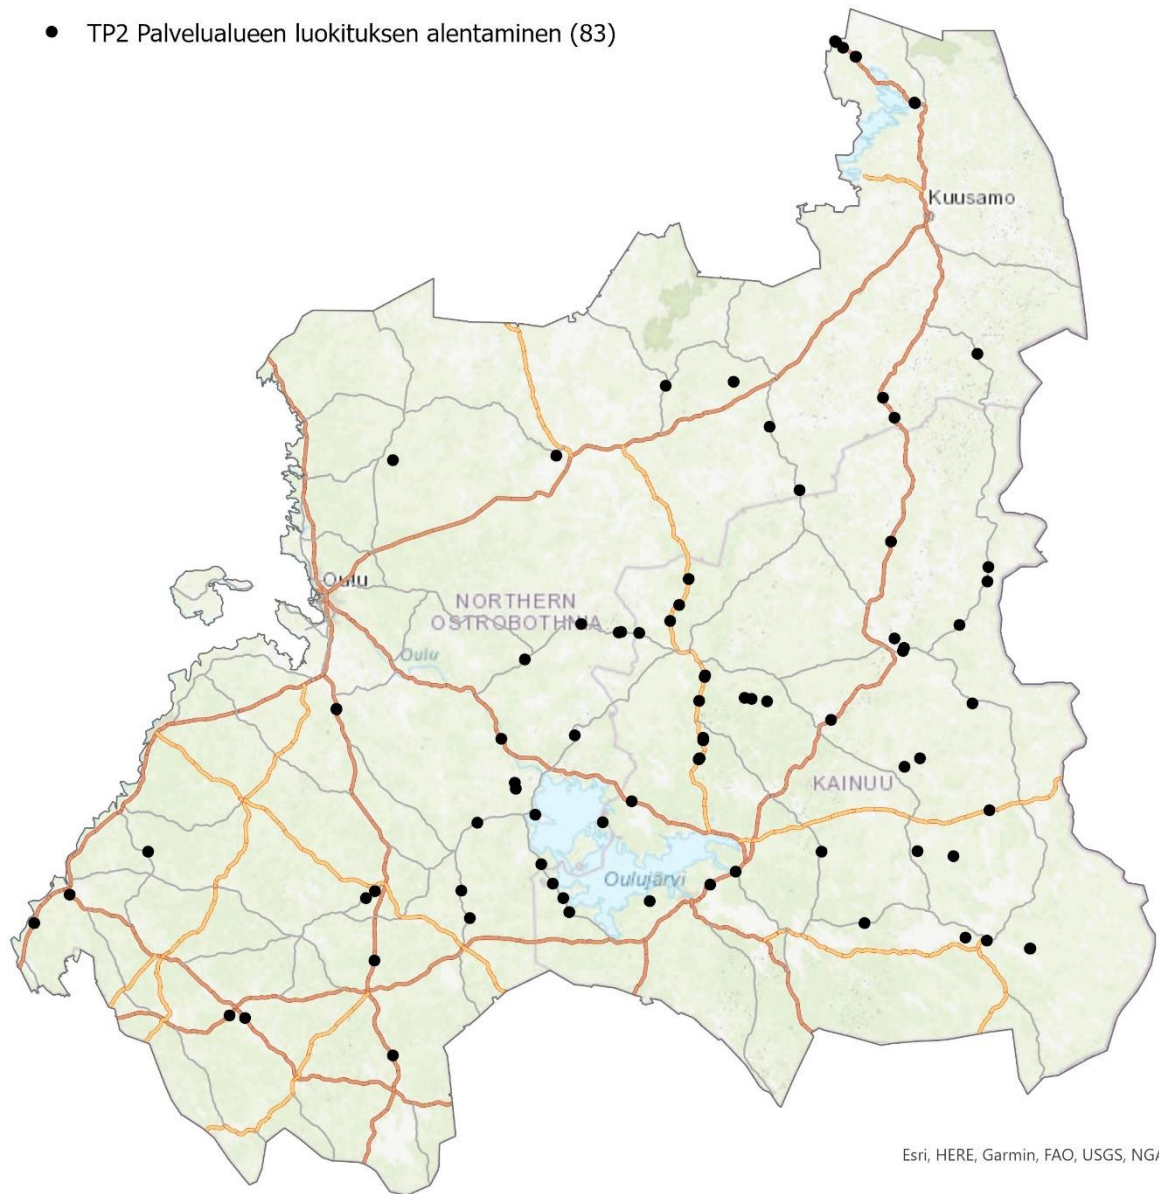 TP2 Palvelualueen luokituksen alentaminen (83)
Kuusamo
Oulu
NORTHERN
OSTROBOTHNIA
Oulu
KAINUU
Oulujärvi
Esri, HERE, Garmin, FAO, USGS, NGA